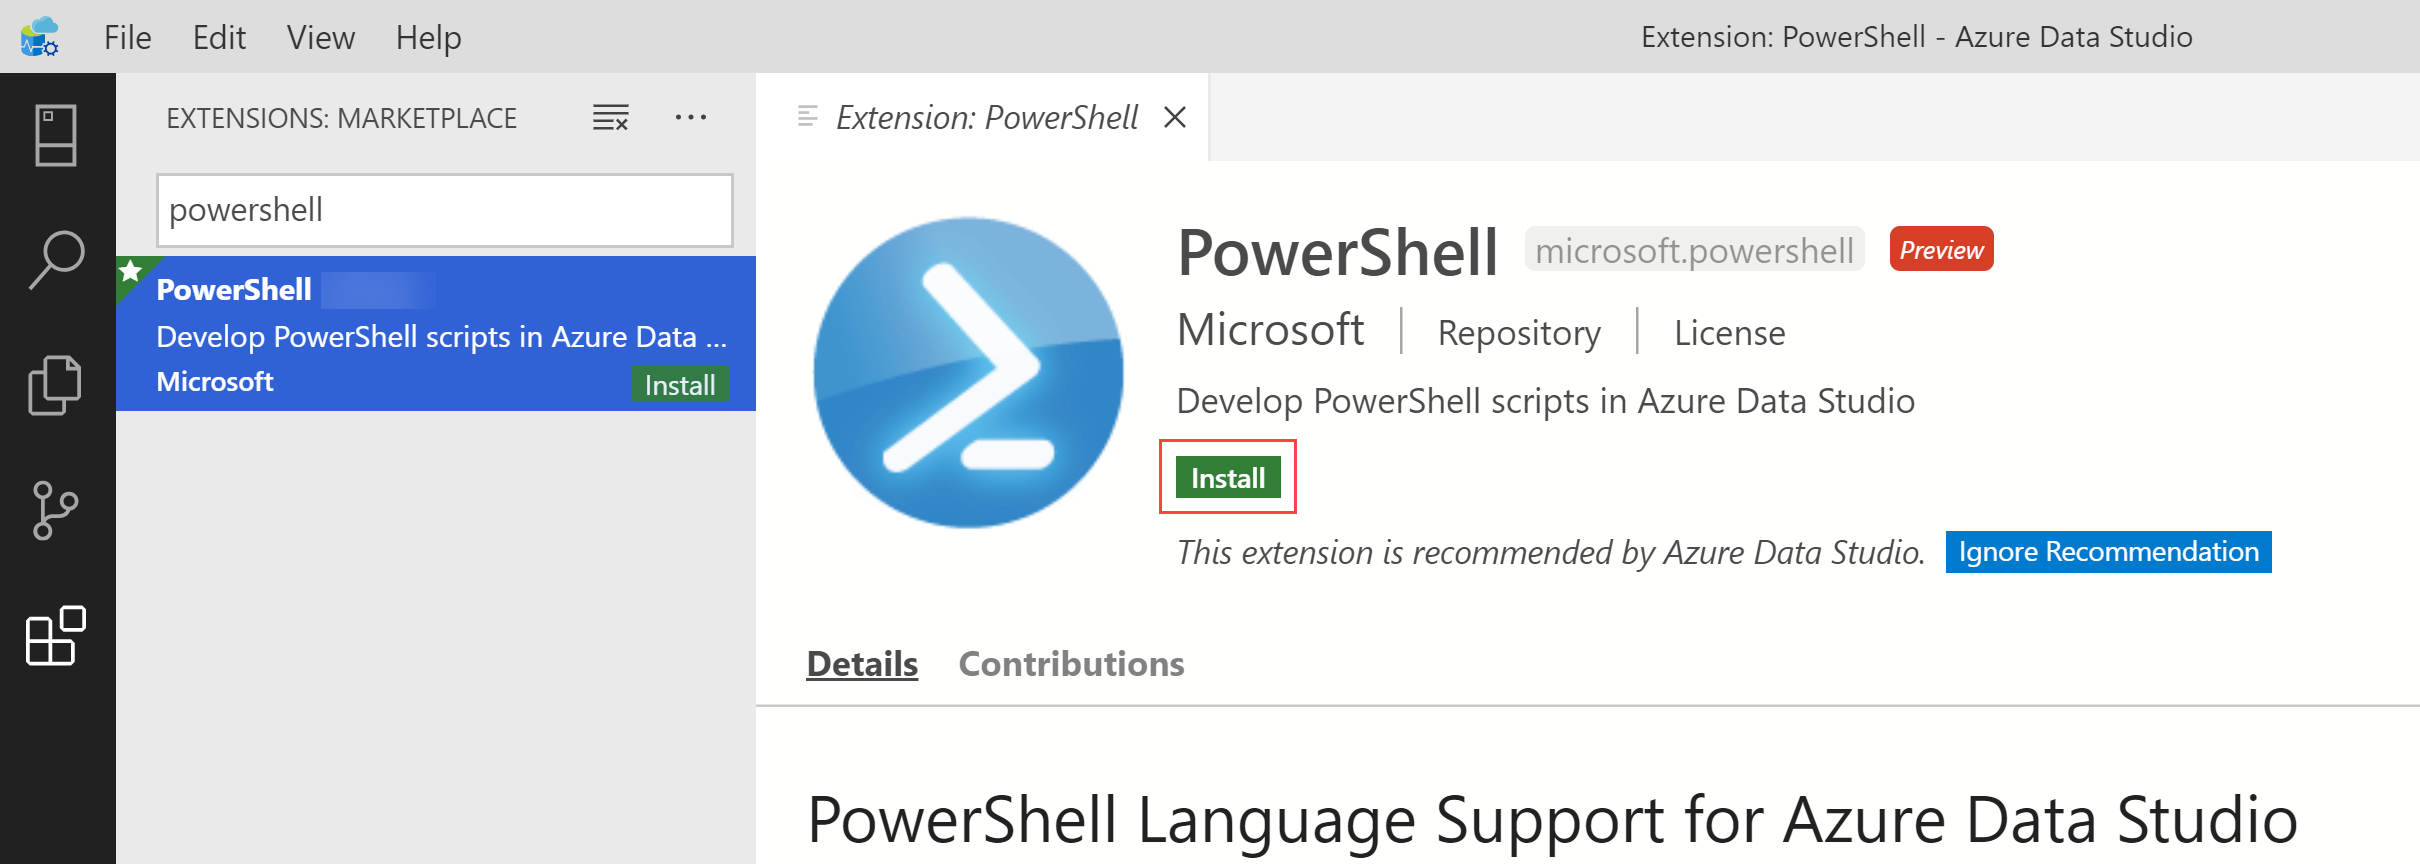 File Edit View Help
Extension: PowerShell - Azure Data Studio
EXTENSIONS: MARKETPLACE
powershell
PowerShell
Develop PowerShell scripts in Azure Data ...
Microsoft Install
Extension: PowerShell
PowerShell microsoft.powershell Preview
Microsoft | Repository | License
Develop PowerShell scripts in Azure Data Studio
Install
This extension is recommended by Azure Data Studio. Ignore Recommendation
Details Contributions
PowerShell Language Support for Azure Data Studio